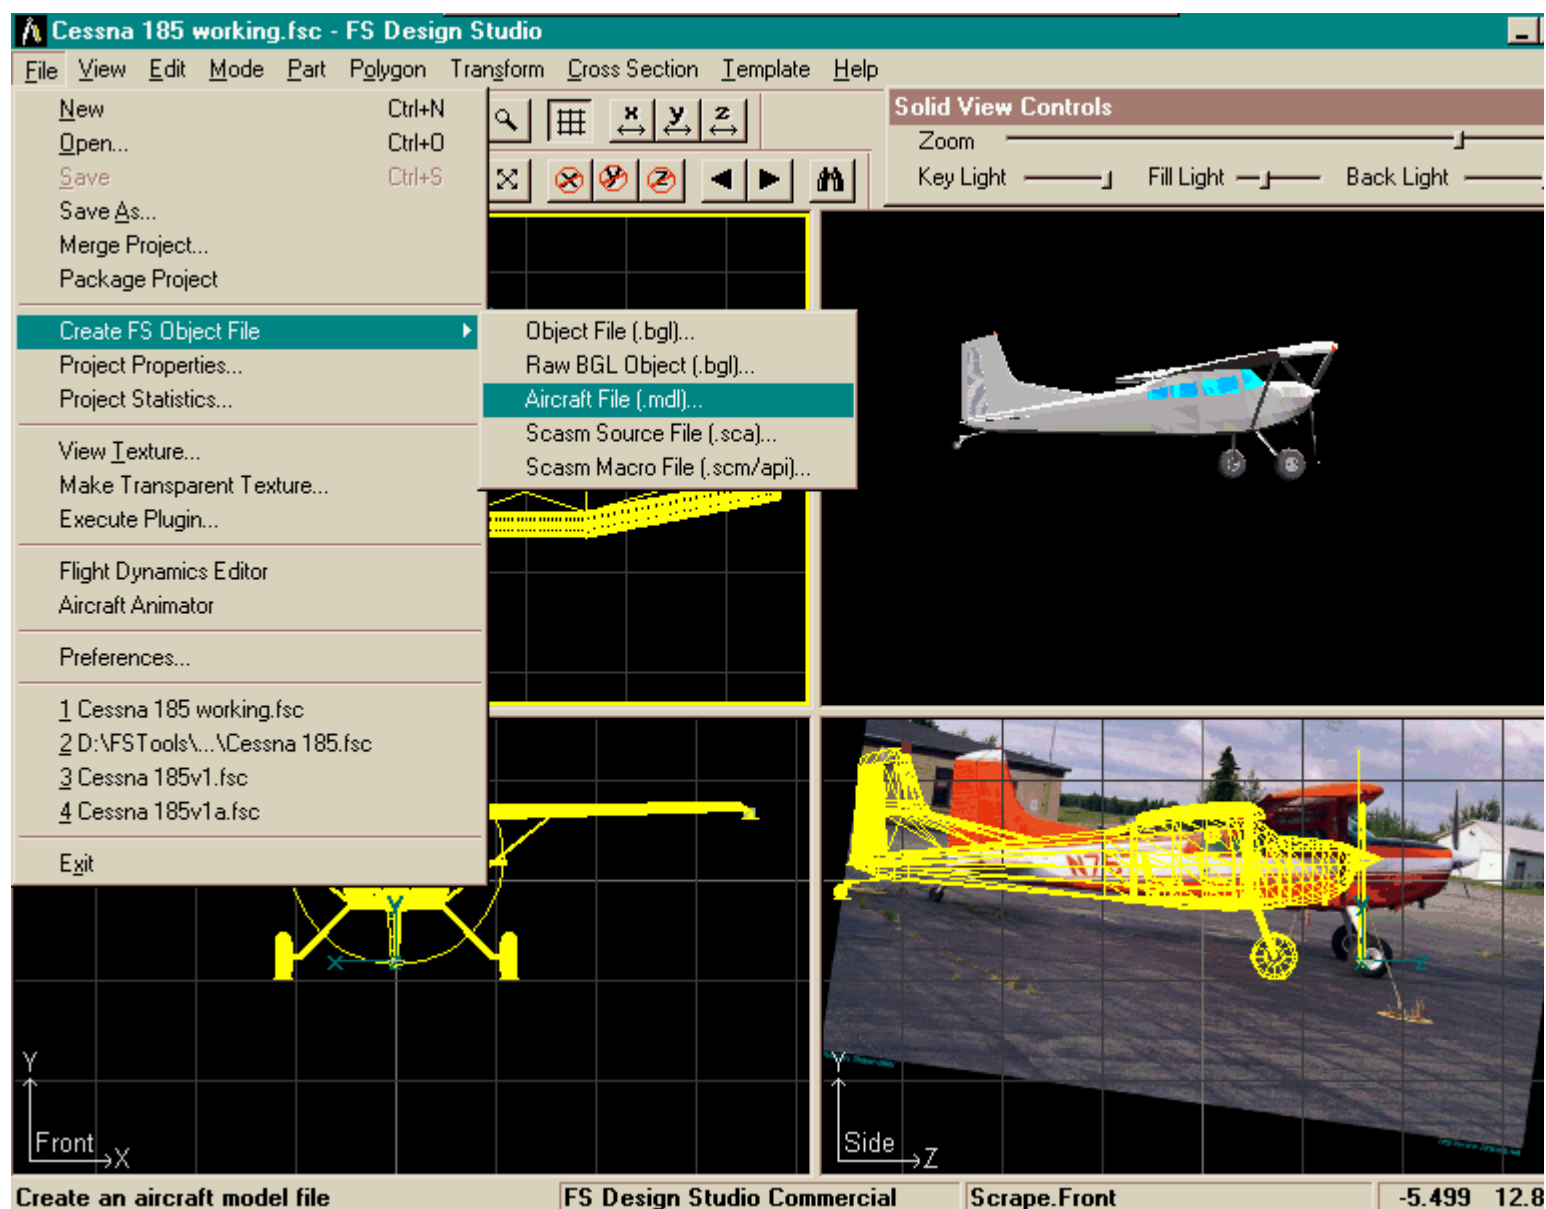 Cessna 185 working.fsc - FS Design Studio
File View Edit Mode Part Polygon Transform Cross Section Template Help
New Ctrl+N
Open... Ctrl+O
Save Ctrl+S
Save As...
Merge Project...
Package Project
Create FS Object File
Project Properties...
Project Statistics...
View Texture...
Make Transparent Texture...
Execute Plugin...
Flight Dynamics Editor
Aircraft Animator
Preferences...
1 Cessna 185 working.fsc
2 D:\FSTools\...\Cessna 185.fsc
3 Cessna 185v1.fsc
4 Cessna 185v1a.fsc
Exit
Object File (.bgl)...
Raw BGL Object (.bgl)...
Aircraft File (.mdl)...
Scasm Source File (.sca)...
Scasm Macro File (.scm/api)...
x y z
x y z
Solid View Controls
Zoom
Key Light Fill Light Back Light
Y
X
Y
Front
X
N75
Y
X Z
Y
Side
Z
Create an aircraft model file FS Design Studio Commercial Scrape.Front -5.499 12.8